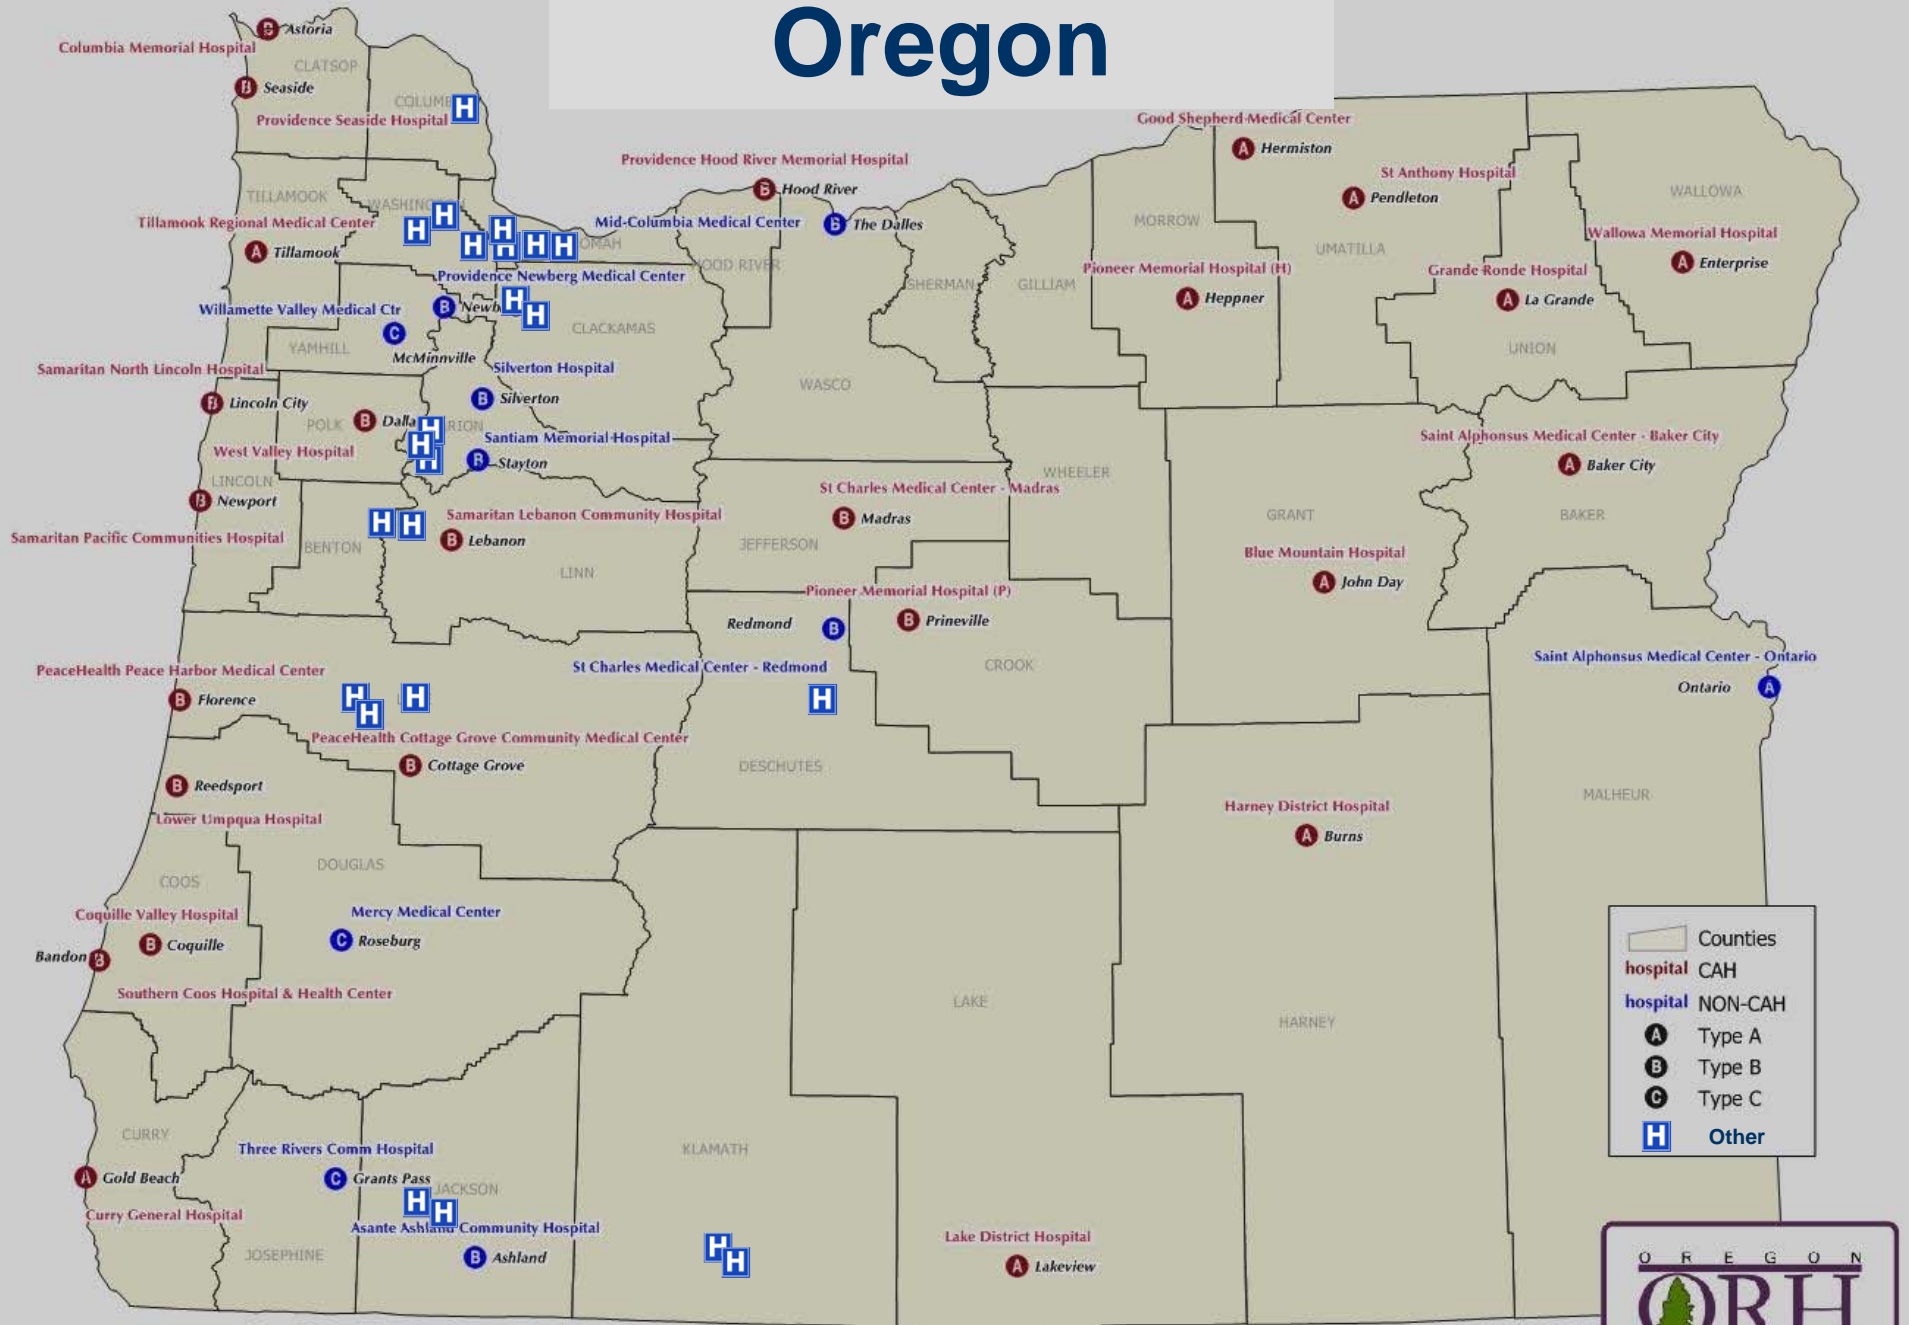 Oregon
Astoria
Columbia Memorial Hospital
CLATSOP
Seaside
Providence Seaside Hospital
H
Good Shepherd Medical Center
A Hermiston
St Anthony Hospital
A Pendleton
Providence Hood River Memorial Hospital
B Hood River
TILLAMOOK
WALLOWA
Tillamook Regional Medical Center
A Tillamook
H H
H H H H H
Mid-Columbia Medical Center
B The Dalles
MORROW
UMATILLA
Wallowa Memorial Hospital
A Enterprise
HOOD RIVER
Providence Newberg Medical Center
SHERMAN
GILLIAM
Pioneer Memorial Hospital (H)
A Heppner
Grande Ronde Hospital
A La Grande
Willamette Valley Medical Ctr
B
C
H H
McMinnville
CLACKAMAS
YAMHILL
UNION
Samaritan North Lincoln Hospital
B Lincoln City
Silverton Hospital
B Silverton
WASCO
POLK
B
H H H
West Valley Hospital
Santiam Memorial Hospital
B Stayton
Saint Alphonsus Medical Center - Baker City
A Baker City
WHEELER
LINCOLN
B Newport
St Charles Medical Center - Madras
B Madras
GRANT
BAKER
H H
Samaritan Lebanon Community Hospital
B Lebanon
Samaritan Pacific Communities Hospital
BENTON
JEFFERSON
LINN
Blue Mountain Hospital
A John Day
Pioneer Memorial Hospital (P)
B Prineville
Redmond B
St Charles Medical Center - Redmond
H
CROOK
Saint Alphonsus Medical Center - Ontario
Ontario A
PeaceHealth Peace Harbor Medical Center
B Florence
H H H
PeaceHealth Cottage Grove Community Medical Center
B Cottage Grove
DESCHUTES
B Reedsport
Lower Umpqua Hospital
MALHEUR
Harney District Hospital
A Burns
DOUGLAS
COOS
Coquille Valley Hospital
B Coquille
Mercy Medical Center
C Roseburg
Bandon B
Southern Coos Hospital & Health Center
LAKE
HARNEY
CURRY
A Gold Beach
Curry General Hospital
Three Rivers Comm Hospital
C Grants Pass
KLAMATH
JACKSON
H H
Asante Ashland Community Hospital
B Ashland
JOSEPHINE
H H
Lake District Hospital
A Lakeview
Counties
hospital CAH
hospital NON-CAH
A Type A
B Type B
C Type C
H Other
OREGON
ORH